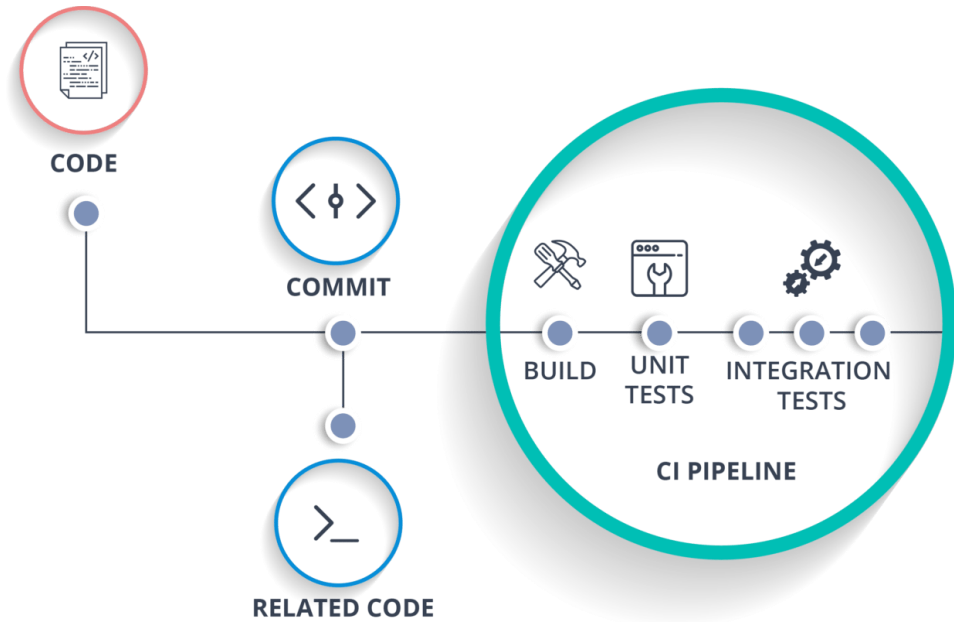 CODE
COMMIT
BUILD
UNIT
TESTS
INTEGRATION
TESTS
CI PIPELINE
RELATED CODE